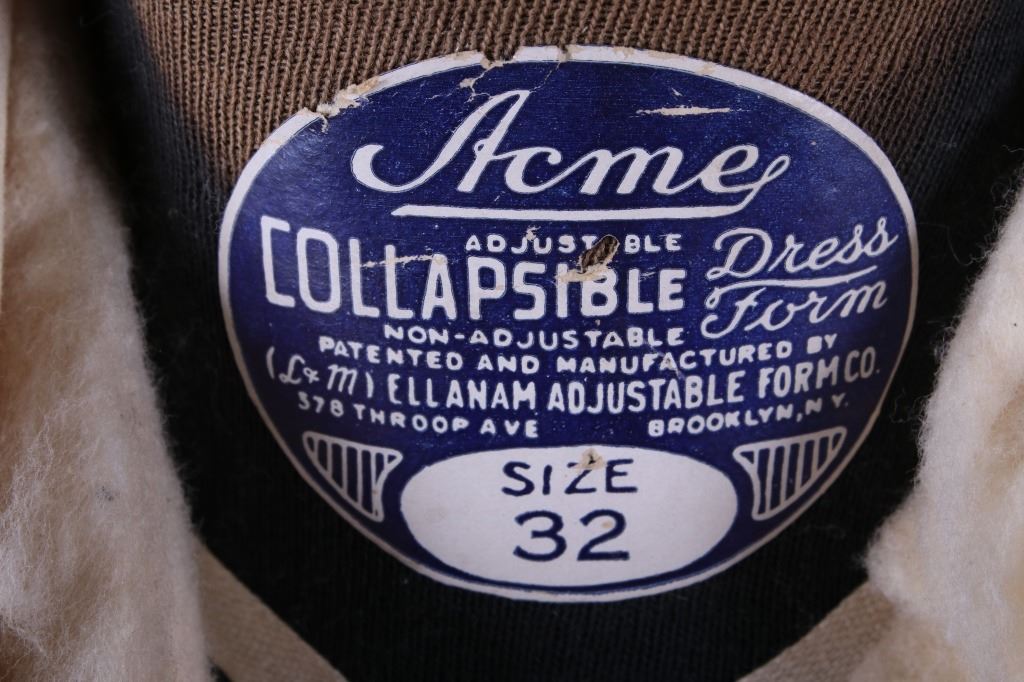 Acme
ADJUSTABLE
COLLAPSIBLE
NON-ADJUSTABLE
Dress
Form
PATENTED AND MANUFACTURED BY
(L & M) ELLANAM ADJUSTABLE FORM CO.
578 THROOP AVE BROOKLYN, N.Y.
SIZE
32